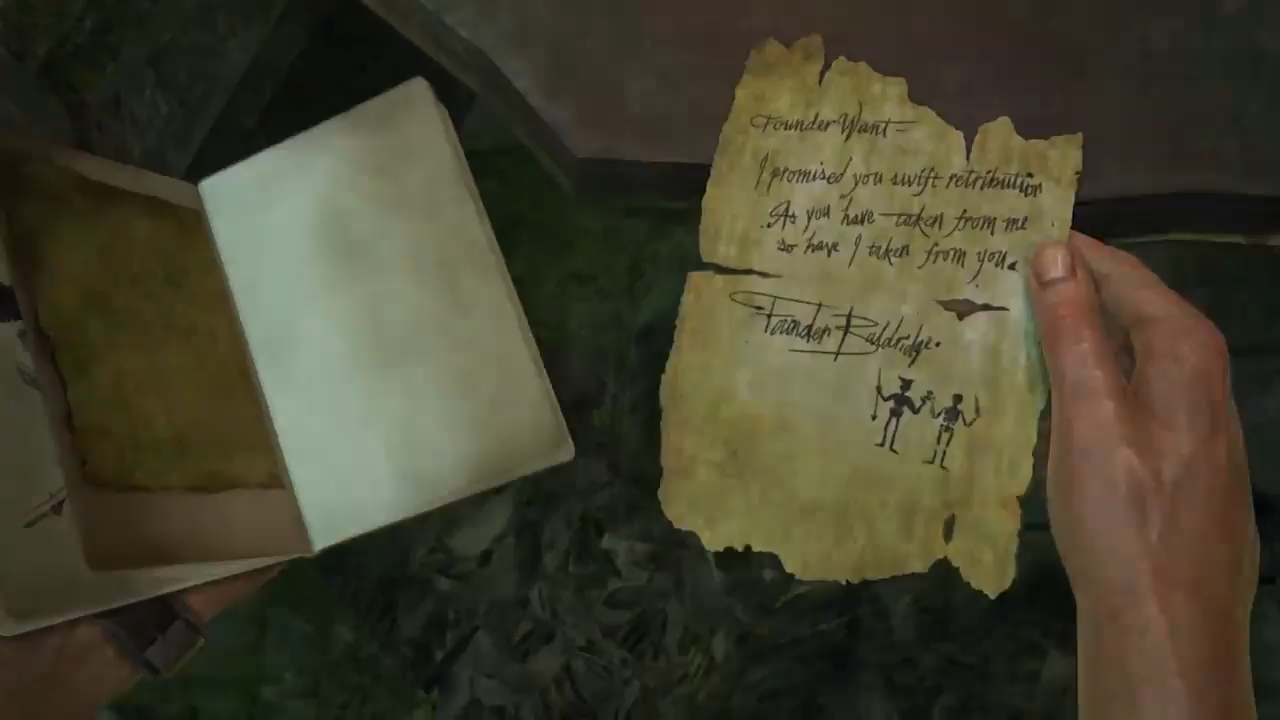 Founder Want -
I promised you swift retribution
As you have taken from me
so have I taken from you.
Founder Baldridge.